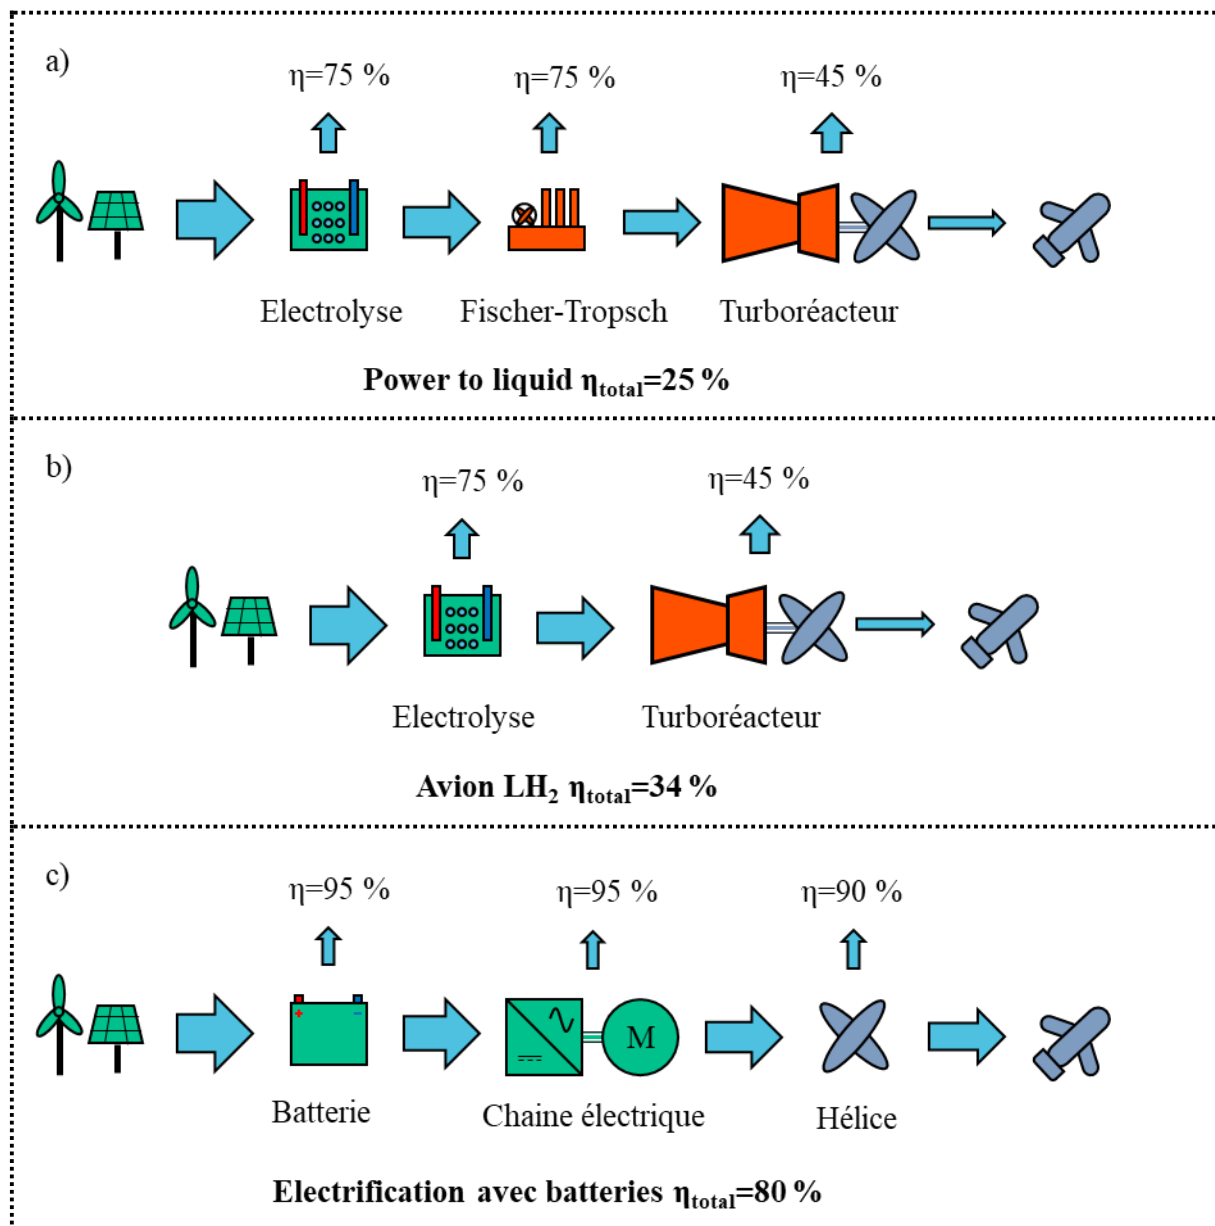 a)
η=75 % η=75 % η=45 %
Electrolyse Fischer-Tropsch Turboréacteur
Power to liquid ηtotal=25 %
b)
η=75 % η=45 %
Electrolyse Turboréacteur
Avion LH₂ ηtotal=34 %
c)
η=95 % η=95 % η=90 %
+ − M
Batterie Chaine électrique Hélice
Electrification avec batteries ηtotal=80 %